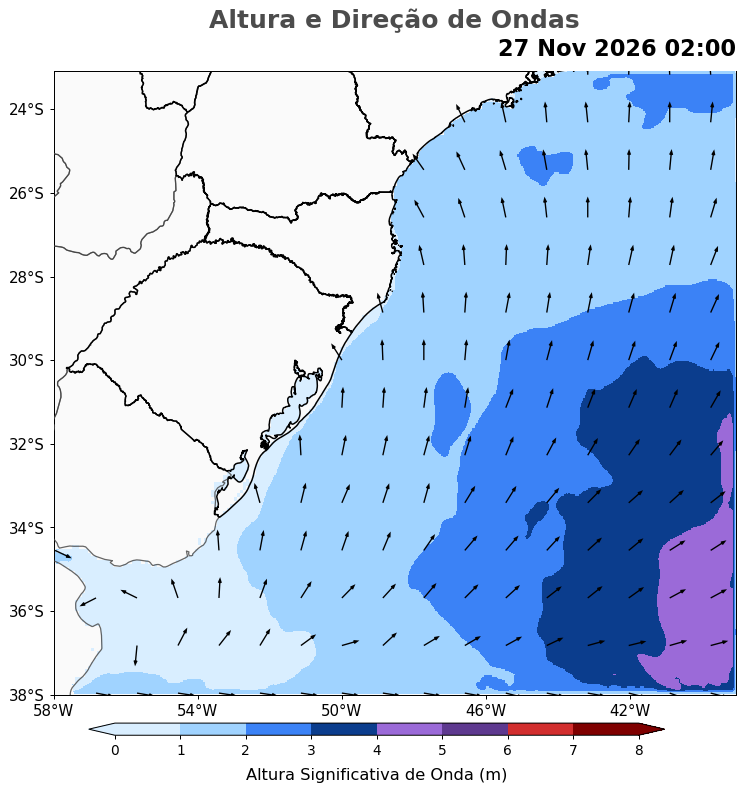 Altura e Direção de Ondas
27 Nov 2026 02:00
24°S
26°S
28°S
30°S
32°S
34°S
36°S
38°S
58°W 54°W 50°W 46°W 42°W
0 1 2 3 4 5 6 7 8
Altura Significativa de Onda (m)